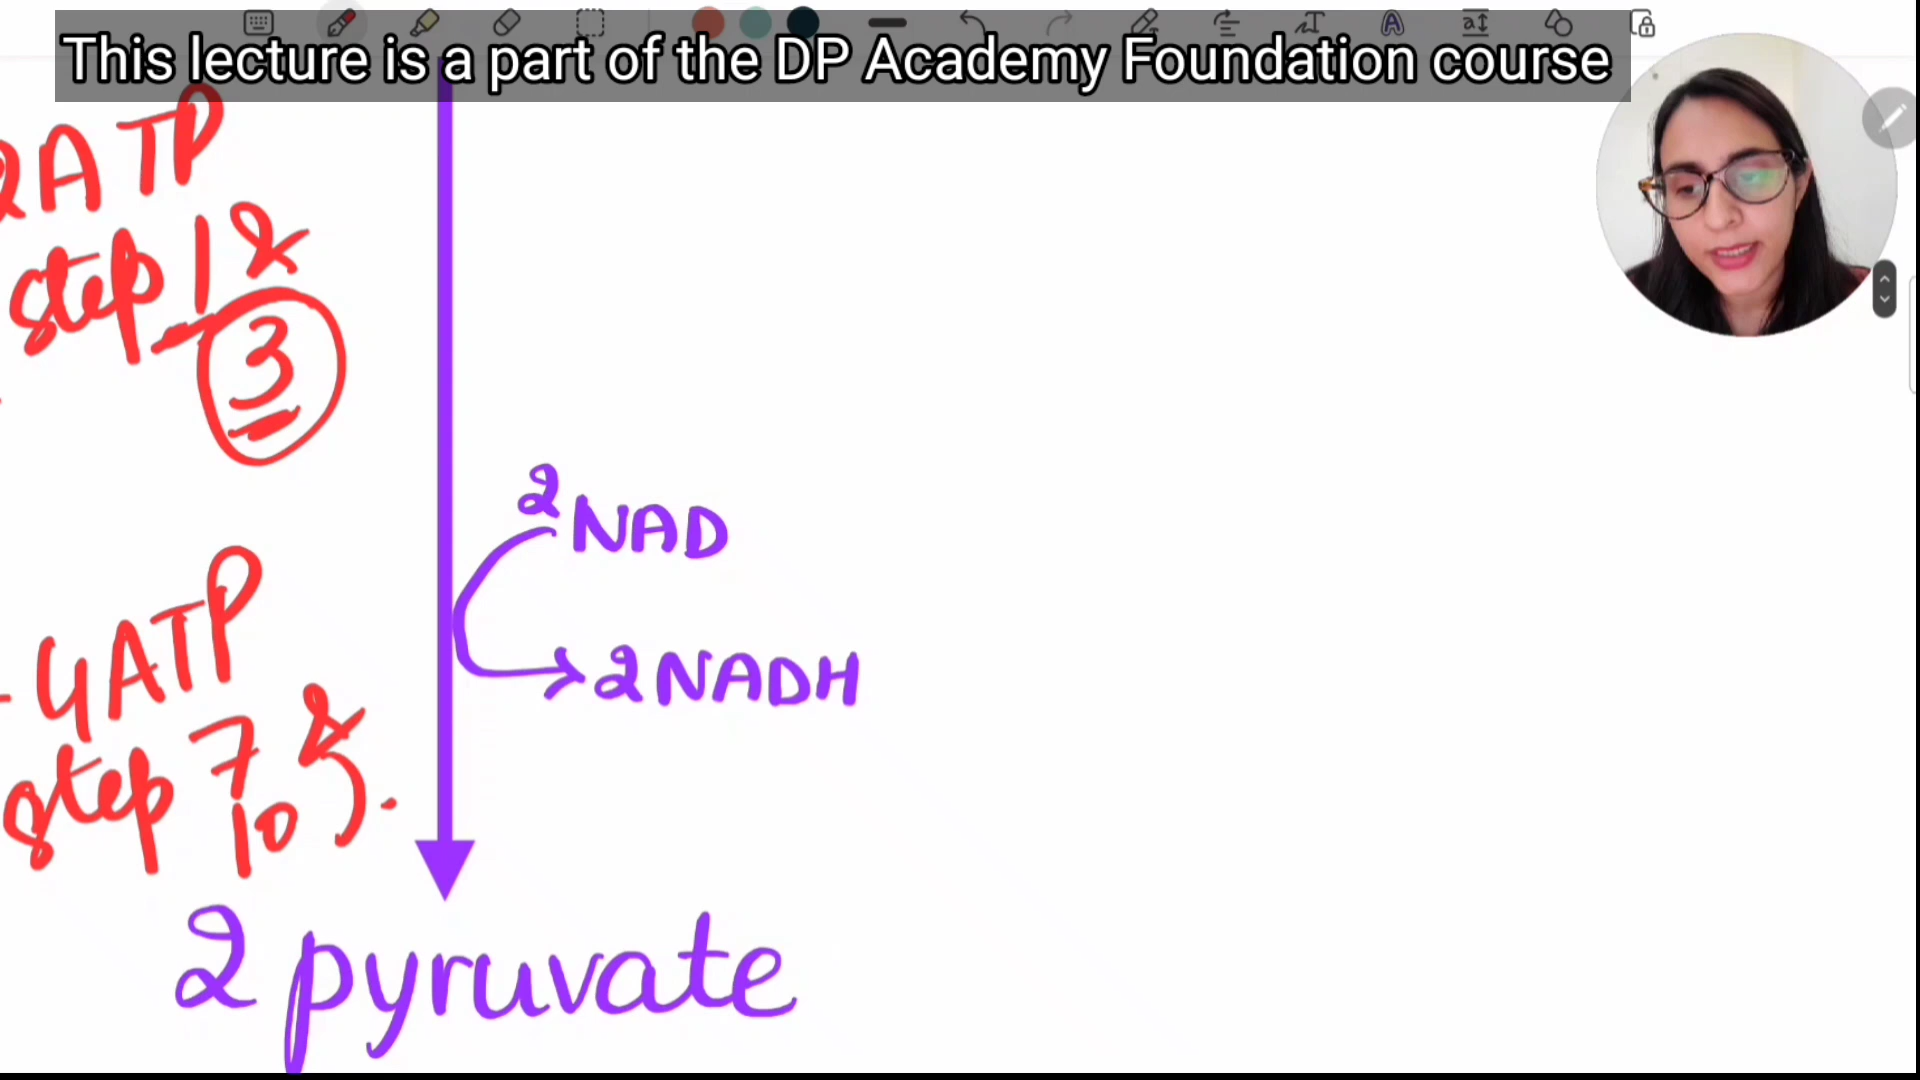 This lecture is a part of the DP Academy Foundation course
2ATP
step 1 &
3
2NAD
2NADH
4ATP
step 7 &
10
2 pyruvate